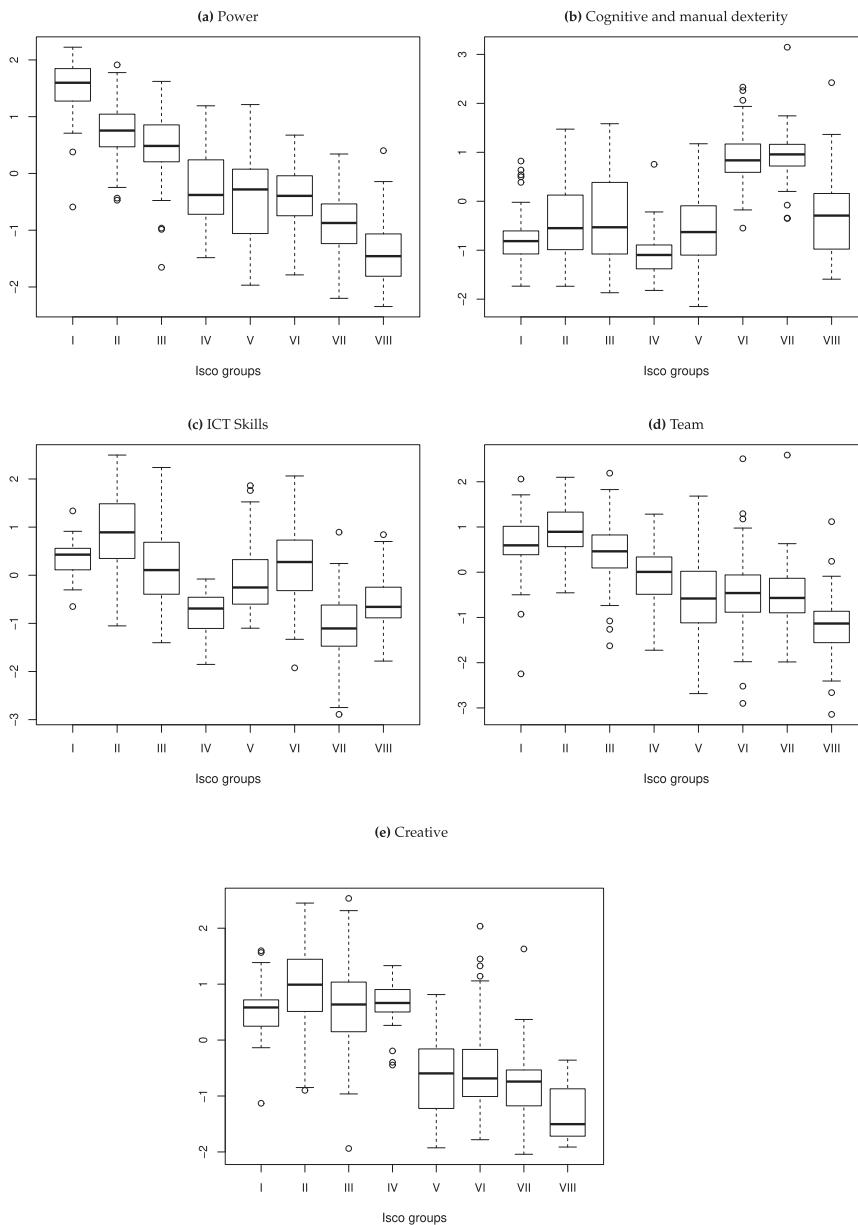 (a) Power
2
1
0
−1
−2
I II III IV V VI VII VIII
Isco groups
(b) Cognitive and manual dexterity
3
2
1
0
−1
−2
I II III IV V VI VII VIII
Isco groups
(c) ICT Skills
2
1
0
−1
−2
−3
I II III IV V VI VII VIII
Isco groups
(d) Team
2
1
0
−1
−2
−3
I II III IV V VI VII VIII
Isco groups
(e) Creative
2
1
0
−1
−2
I II III IV V VI VII VIII
Isco groups